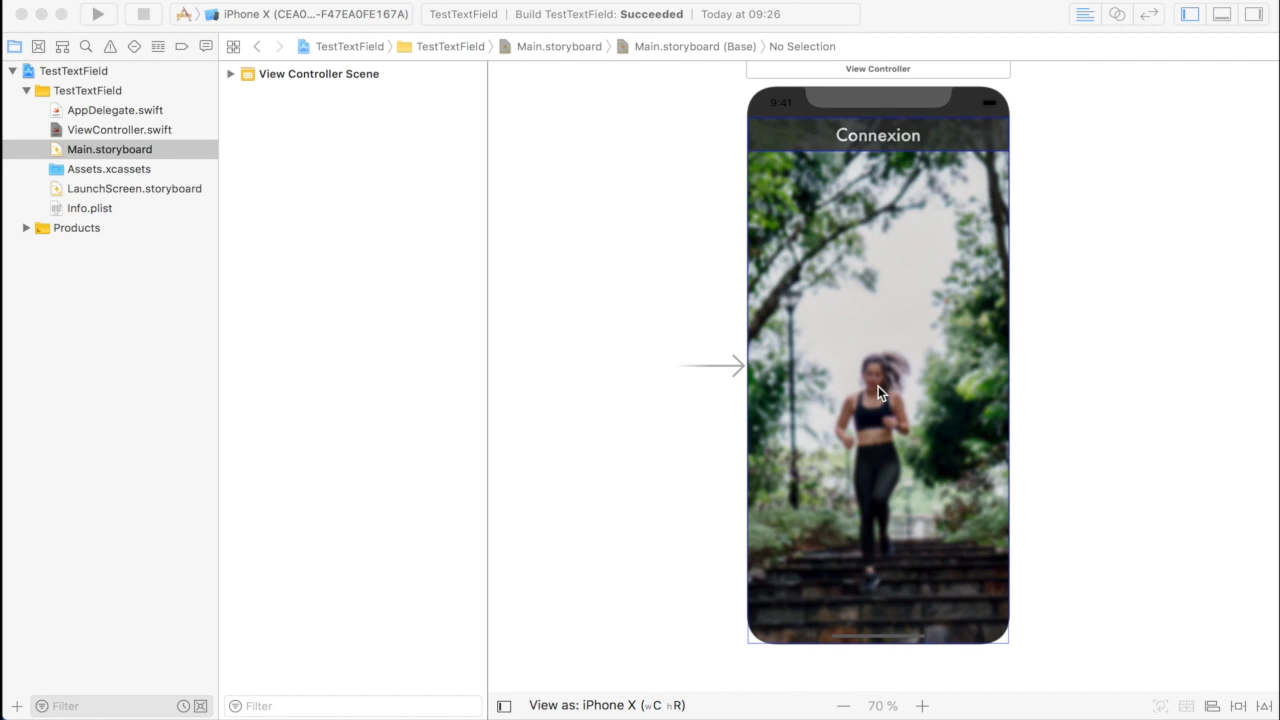 iPhone X (CEA0...-F47EA0FE167A) TestTextField | Build TestTextField: Succeeded | Today at 09:26
TestTextField TestTextField Main.storyboard Main.storyboard (Base) No Selection
TestTextField
TestTextField
AppDelegate.swift
ViewController.swift
Main.storyboard
Assets.xcassets
LaunchScreen.storyboard
Info.plist
Products
View Controller Scene
View Controller
9:41
Connexion
Filter
Filter
View as: iPhone X (wC hR)
70 %